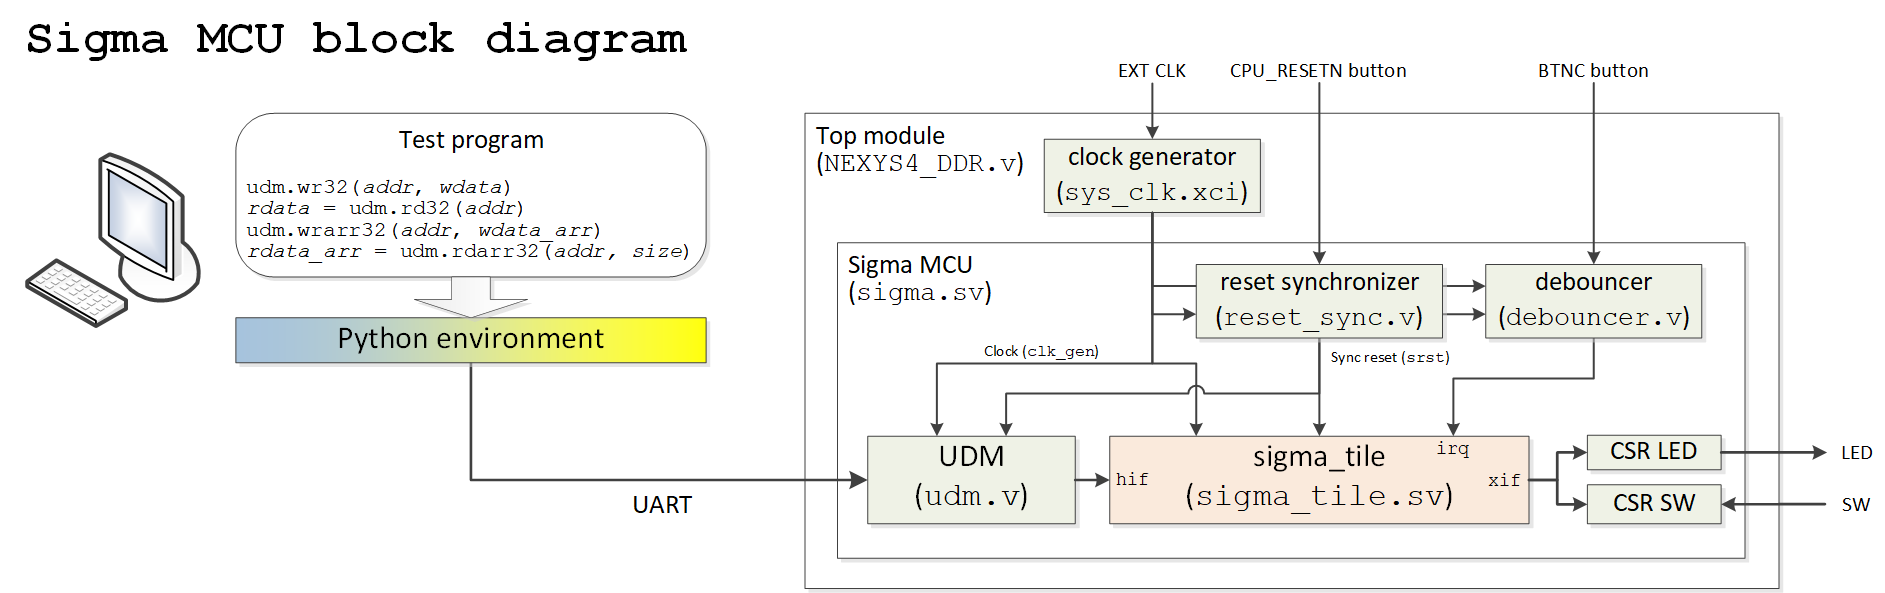 Sigma MCU block diagram
EXT CLK
CPU_RESETN button
BTNC button
Test program
udm.wr32(addr, wdata)
rdata = udm.rd32(addr)
udm.wrarr32(addr, wdata_arr)
rdata_arr = udm.rdarr32(addr, size)
Python environment
UART
Top module
(NEXYS4_DDR.v)
clock generator
(sys_clk.xci)
Sigma MCU
(sigma.sv)
reset synchronizer
(reset_sync.v)
debouncer
(debouncer.v)
Clock (clk_gen)
Sync reset (srst)
UDM
(udm.v)
hif
sigma_tile
(sigma_tile.sv)
irq
xif
CSR LED
CSR SW
LED
SW